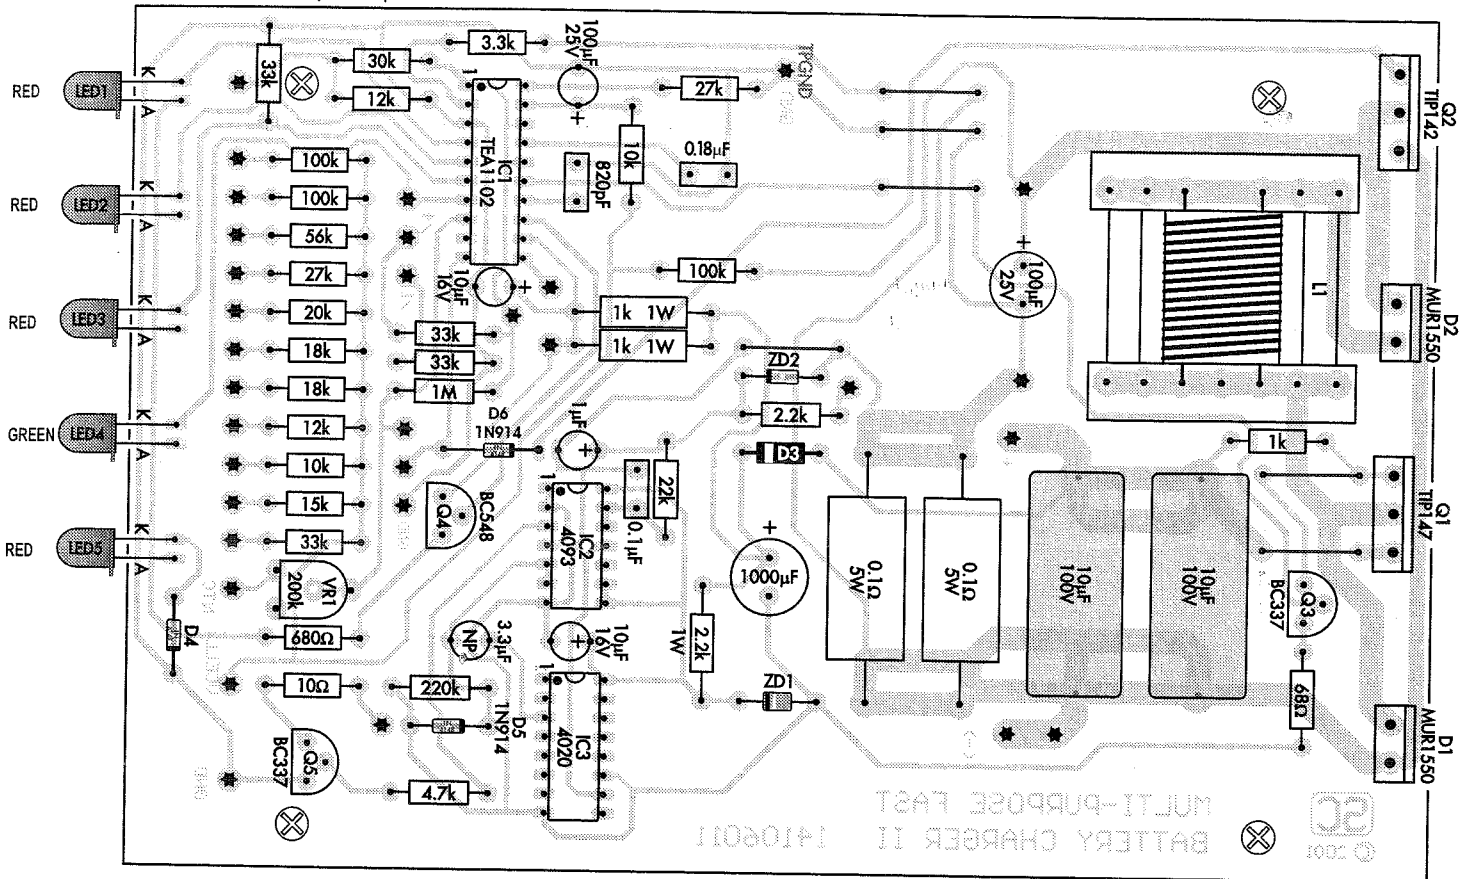 RED
LED1
K
A
33k
30k
12k
3.3k
100µF
25V
+
1
IC1
TEA1102
27k
TPGND
10k
0.18µF
820pF
Q2
TIP142
RED
LED2
K
A
100k
100k
56k
27k
20k
18k
18k
12k
10k
15k
33k
10µF
16V
+
100k
1k 1W
1k 1W
+
100µF
25V
L1
MUR1550
D2
RED
LED3
K
A
33k
33k
1M
ZD2
2.2k
D3
GREEN
LED4
K
A
D6
1N914
1µF
+
1k
Q4
BC548
1
IC2
4093
22k
0.1µF
Q1
TIP147
RED
LED5
K
A
VR1
200k
+
1000µF
0.1Ω
5W
0.1Ω
5W
10µF
100V
10µF
100V
Q3
BC337
D4
680Ω
NP
3.3µF
+
10µF
16V
2.2k
1W
10Ω
220k
ZD1
68Ω
D5
1N914
1
IC3
4020
Q5
BC337
4.7k
D1
MUR1560
MULTI-PURPOSE FAST
BATTERY CHARGER II 14106011
SC
© 2001